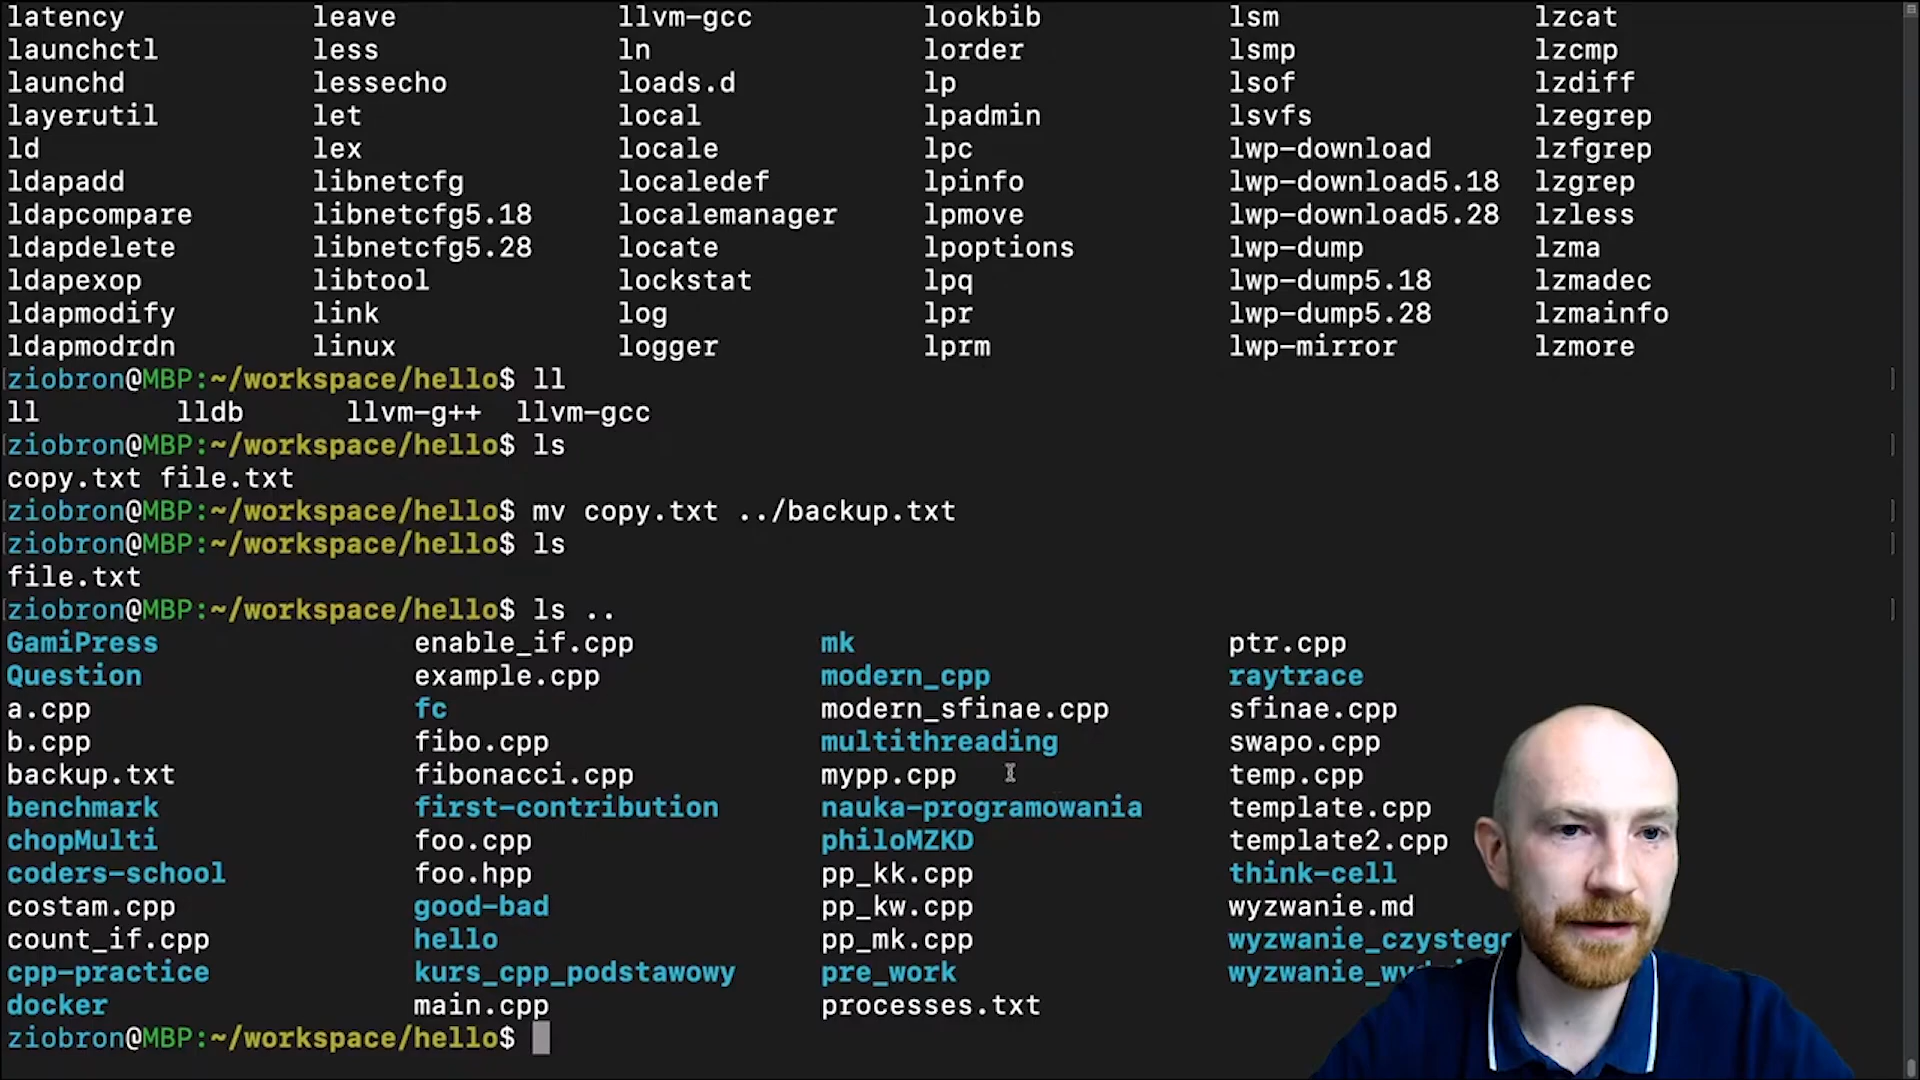 latency leave llvm-gcc lookbib lsm lzcat
launchctl less ln lorder lsmp lzcmp
launchd lessecho loads.d lp lsof lzdiff
layerutil let local lpadmin lsvfs lzegrep
ld lex locale lpc lwp-download lzfgrep
ldapadd libnetcfg localedef lpinfo lwp-download5.18 lzgrep
ldapcompare libnetcfg5.18 localemanager lpmove lwp-download5.28 lzless
ldapdelete libnetcfg5.28 locate lpoptions lwp-dump lzma
ldapexop libtool lockstat lpq lwp-dump5.18 lzmadec
ldapmodify link log lpr lwp-dump5.28 lzmainfo
ldapmodrdn linux logger lprm lwp-mirror lzmore
ziobron@MBP:~/workspace/hello$ ll
ll lldb llvm-g++ llvm-gcc
ziobron@MBP:~/workspace/hello$ ls
copy.txt file.txt
ziobron@MBP:~/workspace/hello$ mv copy.txt ../backup.txt
ziobron@MBP:~/workspace/hello$ ls
file.txt
ziobron@MBP:~/workspace/hello$ ls ..
GamiPress enable_if.cpp mk ptr.cpp
Question example.cpp modern_cpp raytrace
a.cpp fc modern_sfinae.cpp sfinae.cpp
b.cpp fibo.cpp multithreading swapo.cpp
backup.txt fibonacci.cpp mypp.cpp temp.cpp
benchmark first-contribution nauka-programowania template.cpp
chopMulti foo.cpp philoMZKD template2.cpp
coders-school foo.hpp pp_kk.cpp think-cell
costam.cpp good-bad pp_kw.cpp wyzwanie.md
count_if.cpp hello pp_mk.cpp
cpp-practice kurs_cpp_podstawowy pre_work
docker main.cpp processes.txt
ziobron@MBP:~/workspace/hello$